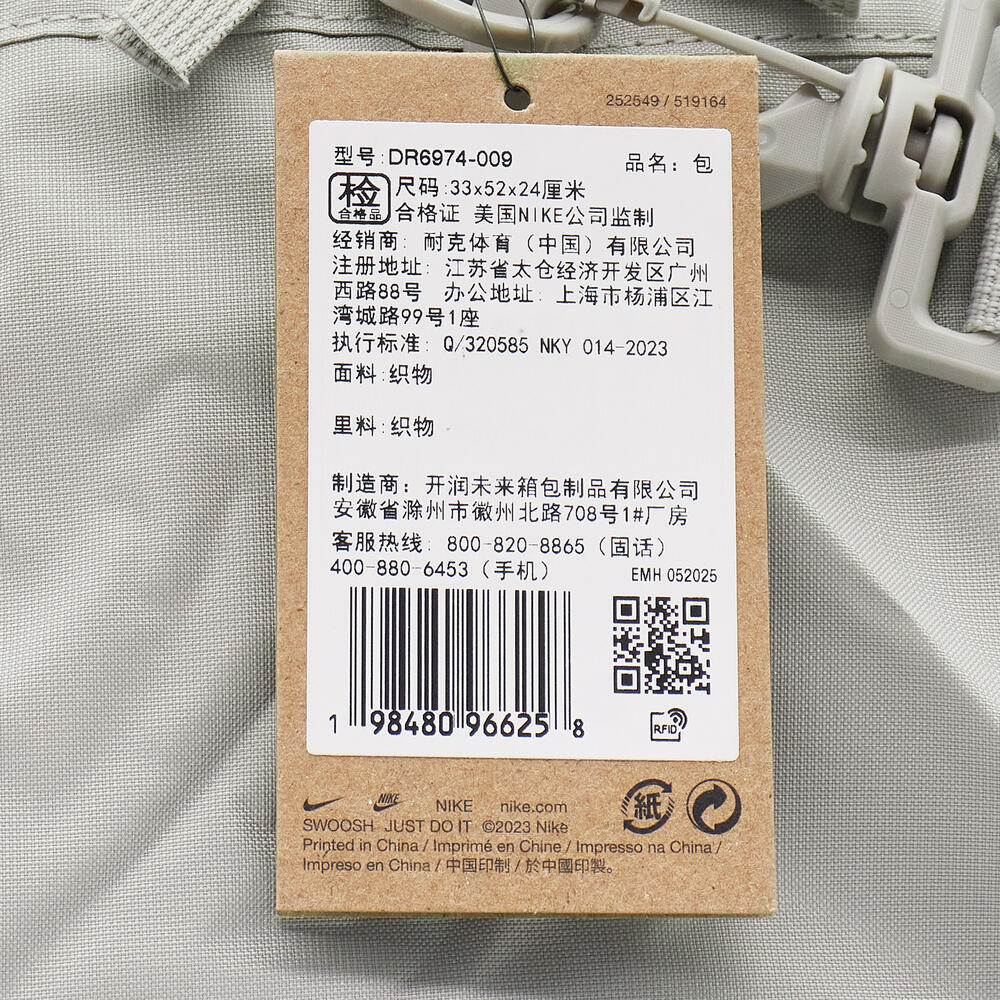 252549 / 519164
型号:DR6974-009 品名：包
检 合格品 尺码:33x52x24厘米
合格证 美国NIKE公司监制
经销商: 耐克体育（中国）有限公司
注册地址: 江苏省太仓经济开发区广州
西路88号 办公地址: 上海市杨浦区江
湾城路99号1座
执行标准: Q/320585 NKY 014-2023
面料:织物
里料:织物
制造商：开润未来箱包制品有限公司
安徽省滁州市徽州北路708号1#厂房
客服热线: 800-820-8865（固话）
400-880-6453（手机）
EMH 052025
1 98480 96625 8
RFID
NIKE NIKE nike.com
紙
SWOOSH JUST DO IT ©2023 Nike
Printed in China / Imprimé en Chine / Impresso na China /
Impreso en China / 中国印制 / 於中國印製。